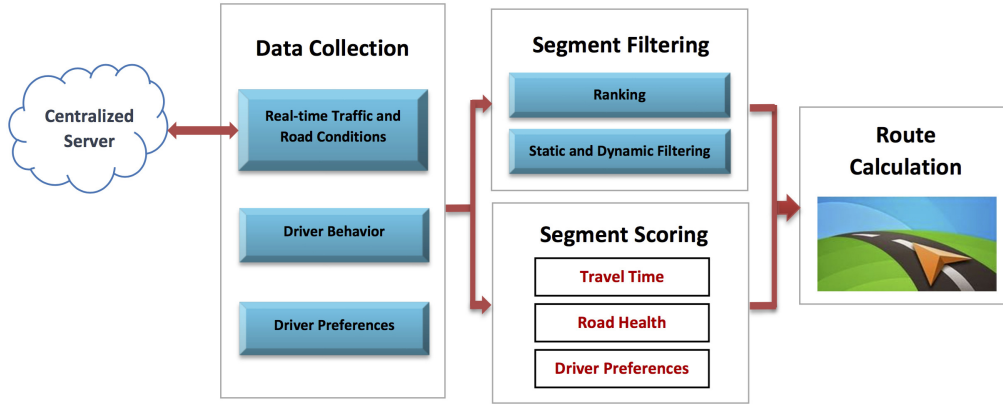 Centralized
Server
Data Collection
Real-time Traffic and
Road Conditions
Driver Behavior
Driver Preferences
Segment Filtering
Ranking
Static and Dynamic Filtering
Segment Scoring
Travel Time
Road Health
Driver Preferences
Route
Calculation